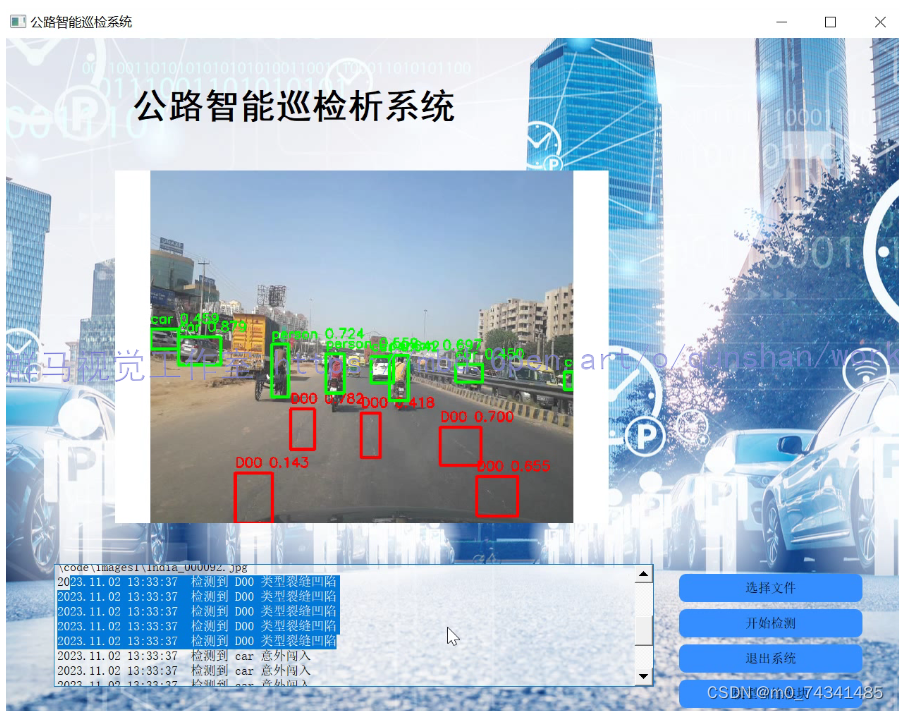 公路智能巡检系统
公路智能巡检析系统
car 0.459
car 0.879
person 0.724
D00 0.782
D00 0.418
D00 0.700
D00 0.143
D00 0.855
\code\images1\India_000092.jpg
2023.11.02 13:33:37 检测到 D00 类型裂缝凹陷
2023.11.02 13:33:37 检测到 D00 类型裂缝凹陷
2023.11.02 13:33:37 检测到 D00 类型裂缝凹陷
2023.11.02 13:33:37 检测到 D00 类型裂缝凹陷
2023.11.02 13:33:37 检测到 D00 类型裂缝凹陷
2023.11.02 13:33:37 检测到 car 意外闯入
2023.11.02 13:33:37 检测到 car 意外闯入
选择文件
开始检测
退出系统
CSDN @m0_74341485